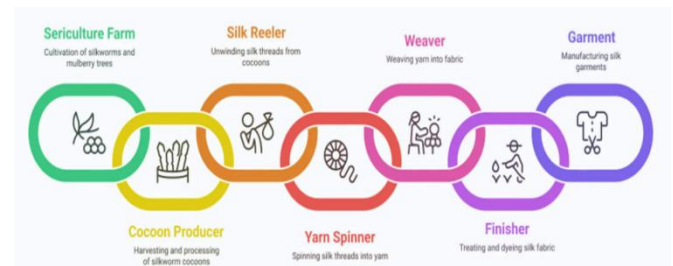 Sericulture Farm
Cultivation of silkworms and
mulberry trees
Cocoon Producer
Harvesting and processing
of silkworm cocoons
Silk Reeler
Unwinding silk threads from
cocoons
Yarn Spinner
Spinning silk threads into yarn
Weaver
Weaving yarn into fabric
Finisher
Treating and dyeing silk fabric
Garment
Manufacturing silk
garments